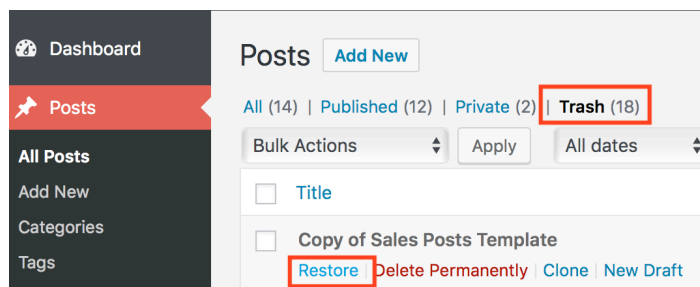 Dashboard
Posts
All Posts
Add New
Categories
Tags
Posts Add New
All (14) | Published (12) | Private (2) | Trash (18)
Bulk Actions Apply All dates
Title
Copy of Sales Posts Template
Restore | Delete Permanently | Clone | New Draft